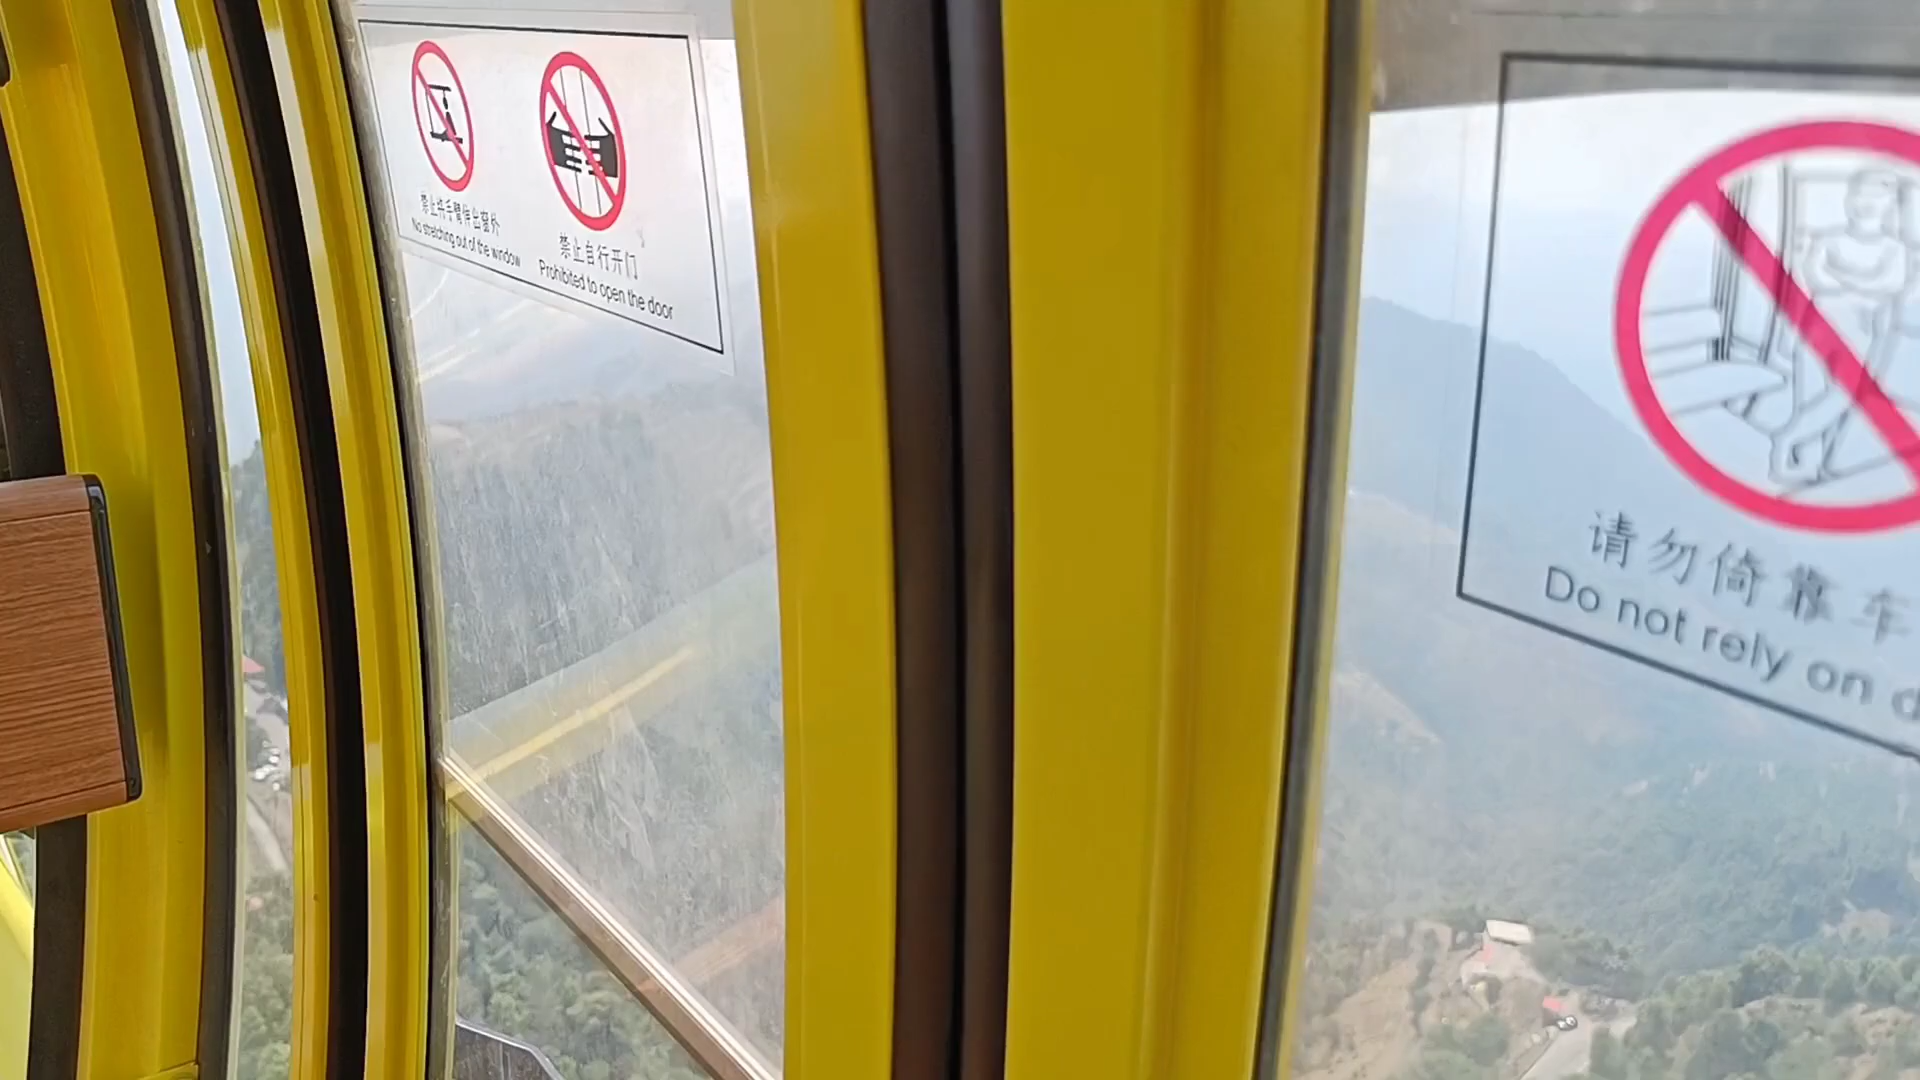 禁止将手臂伸出窗外
No stretching out of the window
禁止自行开门
Prohibited to open the door
请勿倚靠车
Do not rely on d